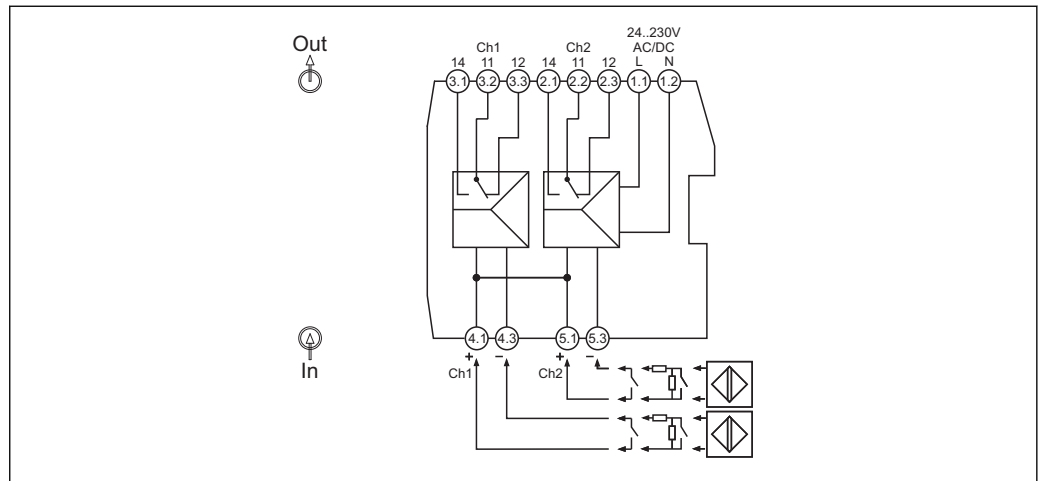 24..230V
Out Ch1 Ch2 AC/DC
14 11 12 14 11 12 L N
3.1 3.2 3.3 2.1 2.2 2.3 1.1 1.2
4.1 4.3 5.1 5.3
In + − + −
Ch1 Ch2